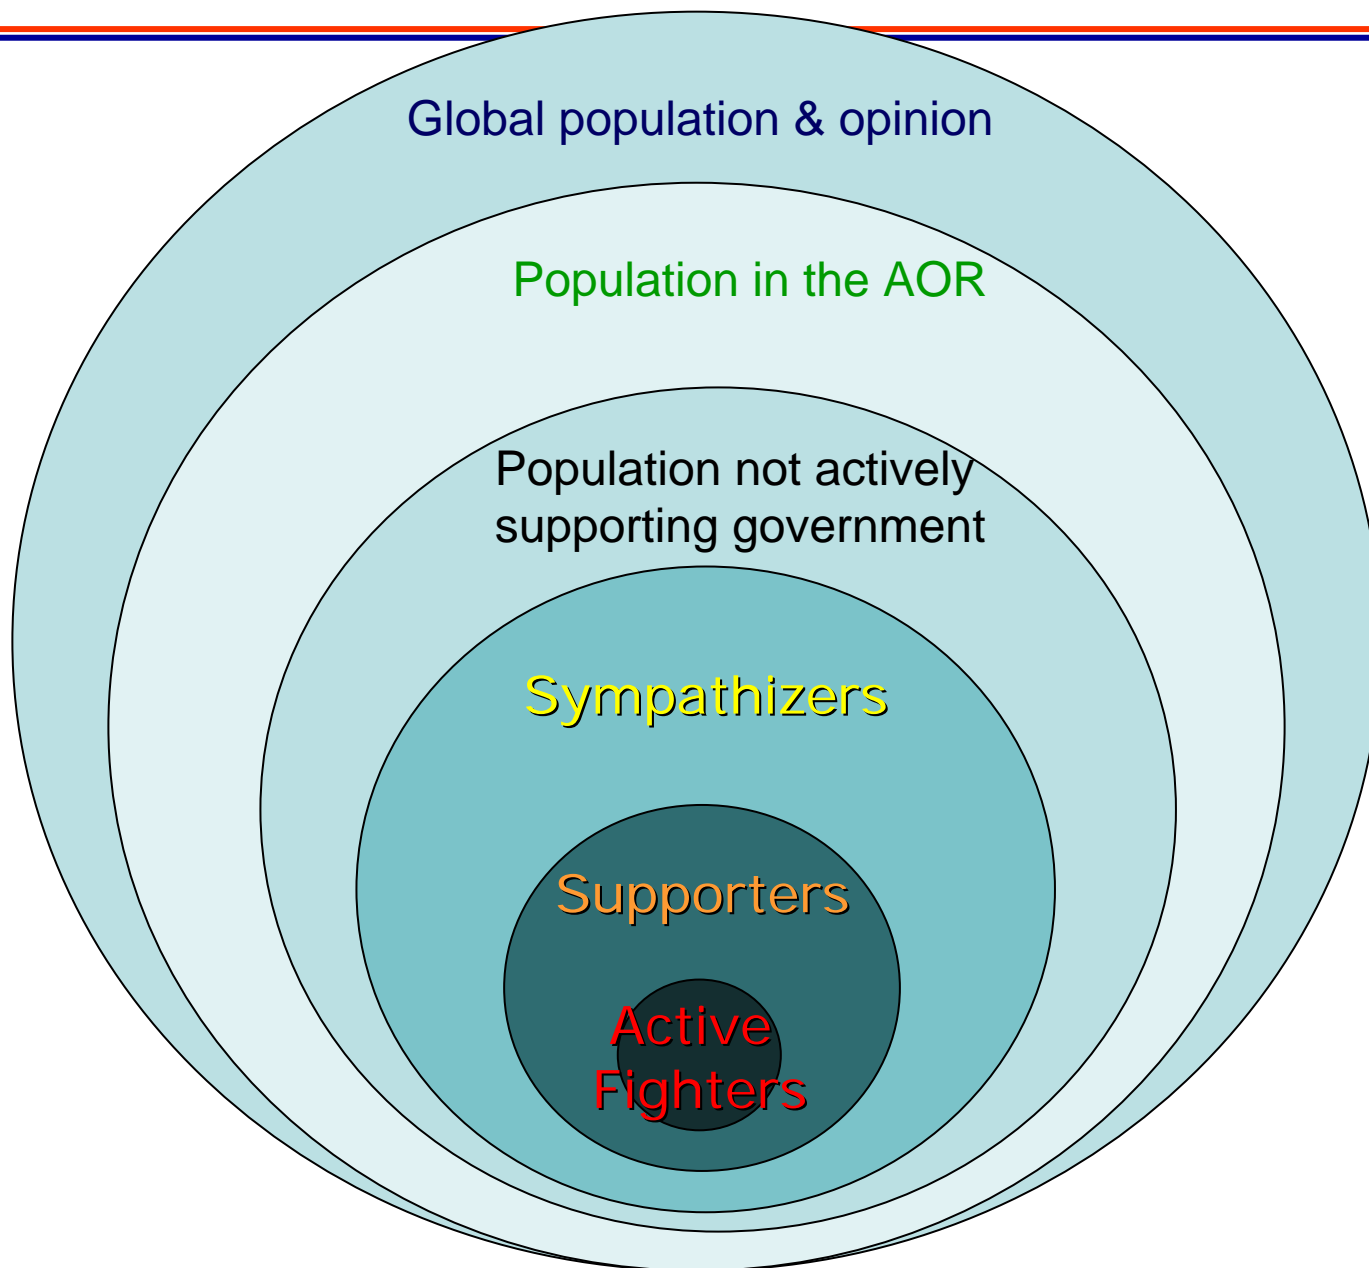 Global population & opinion
Population in the AOR
Population not actively
supporting government
Sympathizers
Supporters
Active
Fighters